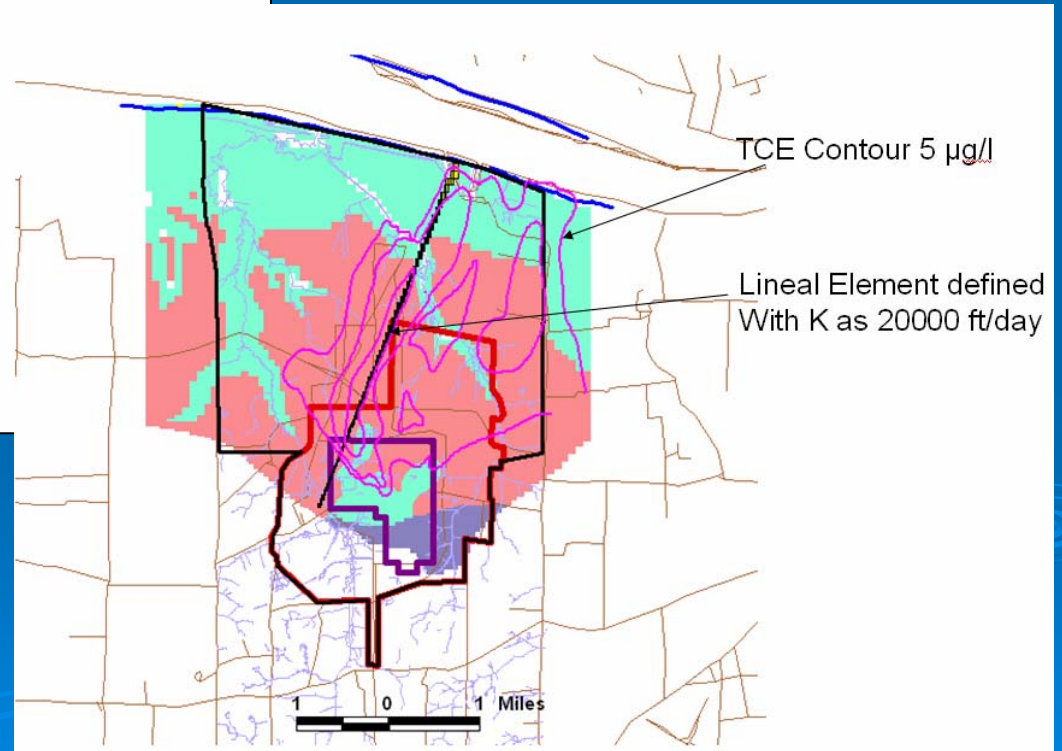 TCE Contour 5 µg/l
Lineal Element defined
With K as 20000 ft/day
1 0 1 Miles